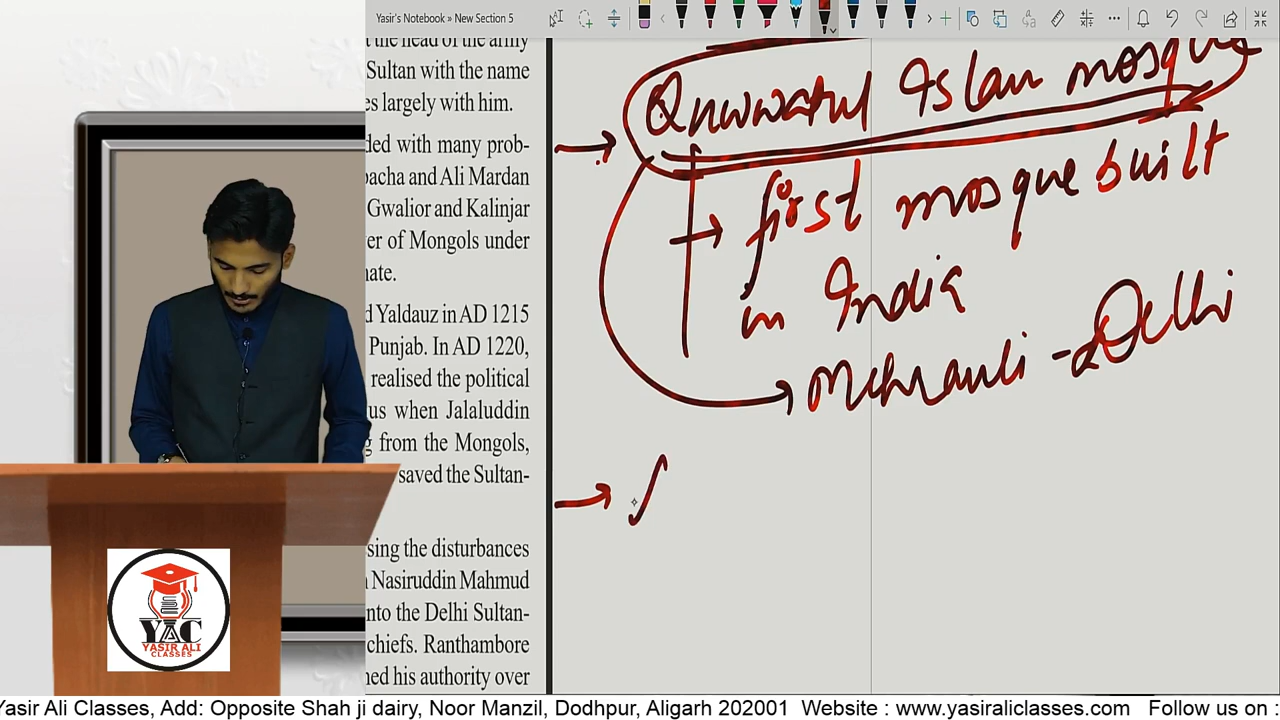 Yasir's Notebook » New Section 5
t the head of the army
Sultan with the name
es largely with him.
ded with many prob-
bacha and Ali Mardan
Gwalior and Kalinjar
er of Mongols under
nate.
d Yaldauz in AD 1215
Punjab. In AD 1220,
realised the political
us when Jalaluddin
g from the Mongols,
saved the Sultan-
sing the disturbances
n Nasiruddin Mahmud
nto the Delhi Sultan-
chiefs. Ranthambore
ned his authority over
Quwwatul Islam mosque
first mosque built
in India
Mehrauli - Delhi
YAC
YASIR ALI
CLASSES
Yasir Ali Classes, Add: Opposite Shah ji dairy, Noor Manzil, Dodhpur, Aligarh 202001 Website : www.yasiraliclasses.com Follow us on :